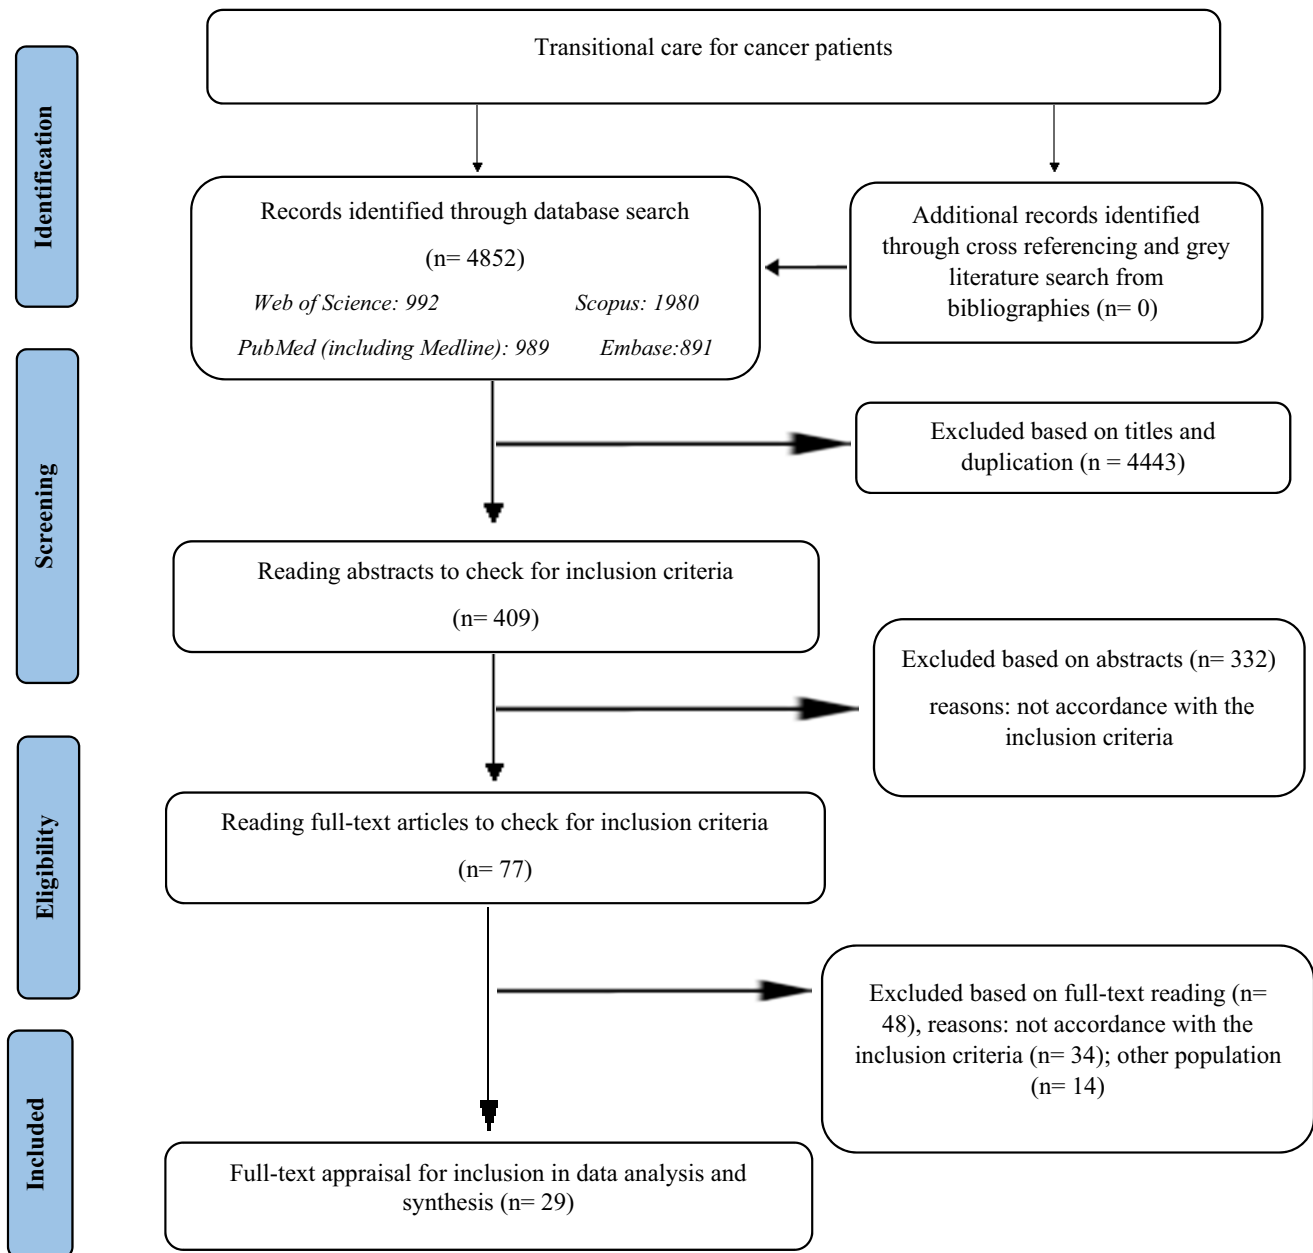 Transitional care for cancer patients
Identification
Records identified through database search
(n= 4852)
Web of Science: 992 Scopus: 1980
PubMed (including Medline): 989 Embase:891
Additional records identified
through cross referencing and grey
literature search from
bibliographies (n= 0)
Screening
Excluded based on titles and
duplication (n = 4443)
Reading abstracts to check for inclusion criteria
(n= 409)
Excluded based on abstracts (n= 332)
reasons: not accordance with the
inclusion criteria
Eligibility
Reading full-text articles to check for inclusion criteria
(n= 77)
Excluded based on full-text reading (n=
48), reasons: not accordance with the
inclusion criteria (n= 34); other population
(n= 14)
Included
Full-text appraisal for inclusion in data analysis and
synthesis (n= 29)